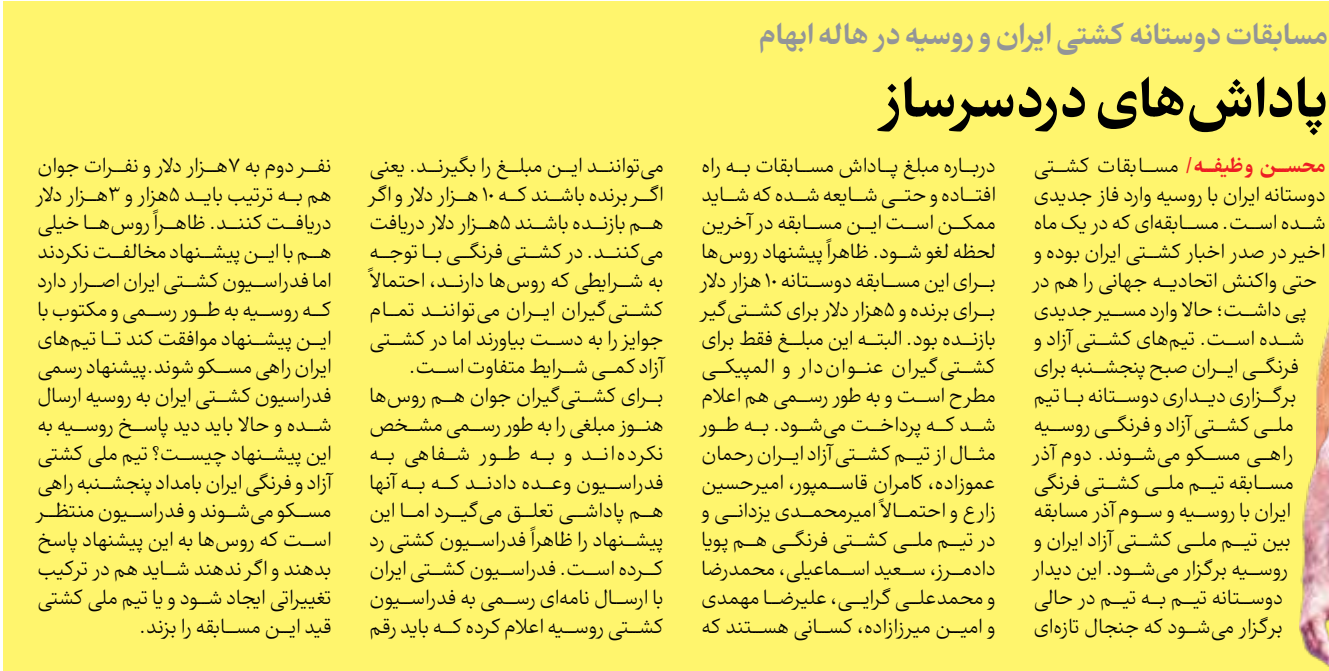 مسابقات دوستانه کشتی ایران و روسیه در هاله ابهام
پاداش‌های دردسرساز
محسن وظیفه/ مسابقات کشتی
دوستانه ایران با روسیه وارد فاز جدیدی
شده است. مسابقه‌ای که در یک ماه
اخیر در صدر اخبار کشتی ایران بوده و
حتی واکنش اتحادیه جهانی را هم در
پی داشت؛ حالا وارد مسیر جدیدی
شده است. تیم‌های کشتی آزاد و
فرنگی ایران صبح پنجشنبه برای
برگزاری دیداری دوستانه با تیم
ملی کشتی آزاد و فرنگی روسیه
راهی مسکو می‌شوند. دوم آذر
مسابقه تیم ملی کشتی فرنگی
ایران با روسیه و سوم آذر مسابقه
بین تیم ملی کشتی آزاد ایران و
روسیه برگزار می‌شود. این دیدار
دوستانه تیم به تیم در حالی
برگزار می‌شود که جنجال تازه‌ای
درباره مبلغ پاداش مسابقات به راه
افتاده و حتی شایعه شده که شاید
ممکن است این مسابقه در آخرین
لحظه لغو شود. ظاهراً پیشنهاد روس‌ها
برای این مسابقه دوستانه ۱۰ هزار دلار
برای برنده و ۵هزار دلار برای کشتی‌گیر
بازنده بود. البته این مبلغ فقط برای
کشتی‌گیران عنوان‌دار و المپیکی
مطرح است و به طور رسمی هم اعلام
شد که پرداخت می‌شود. به طور
مثال از تیم کشتی آزاد ایران رحمان
عموزاده، کامران قاسمپور، امیرحسین
زارع و احتمالاً امیرمحمدی یزدانی و
در تیم ملی کشتی فرنگی هم پویا
دادمرز، سعید اسماعیلی، محمدرضا
و محمدعلی گرایی، علیرضا مهمدی
و امین میرزازاده، کسانی هستند که
می‌توانند این مبلغ را بگیرند. یعنی
اگر برنده باشند که ۱۰ هزار دلار و اگر
هم بازنده باشند ۵هزار دلار دریافت
می‌کنند. در کشتی فرنگی با توجه
به شرایطی که روس‌ها دارند، احتمالاً
کشتی‌گیران ایران می‌توانند تمام
جوایز را به دست بیاورند اما در کشتی
آزاد کمی شرایط متفاوت است.
برای کشتی‌گیران جوان هم روس‌ها
هنوز مبلغی را به طور رسمی مشخص
نکرده‌اند و به طور شفاهی به
فدراسیون وعده دادند که به آنها
هم پاداشی تعلق می‌گیرد اما این
پیشنهاد را ظاهراً فدراسیون کشتی رد
کرده است. فدراسیون کشتی ایران
با ارسال نامه‌ای رسمی به فدراسیون
کشتی روسیه اعلام کرده که باید رقم
نفر دوم به ۷هزار دلار و نفرات جوان
هم به ترتیب باید ۵هزار و ۳هزار دلار
دریافت کنند. ظاهراً روس‌ها خیلی
هم با این پیشنهاد مخالفت نکردند
اما فدراسیون کشتی ایران اصرار دارد
که روسیه به طور رسمی و مکتوب با
این پیشنهاد موافقت کند تا تیم‌های
ایران راهی مسکو شوند.پیشنهاد رسمی
فدراسیون کشتی ایران به روسیه ارسال
شده و حالا باید دید پاسخ روسیه به
این پیشنهاد چیست؟ تیم ملی کشتی
آزاد و فرنگی ایران بامداد پنجشنبه راهی
مسکو می‌شوند و فدراسیون منتظر
است که روس‌ها به این پیشنهاد پاسخ
بدهند و اگر ندهند شاید هم در ترکیب
تغییراتی ایجاد شود و یا تیم ملی کشتی
قید این مسابقه را بزند.